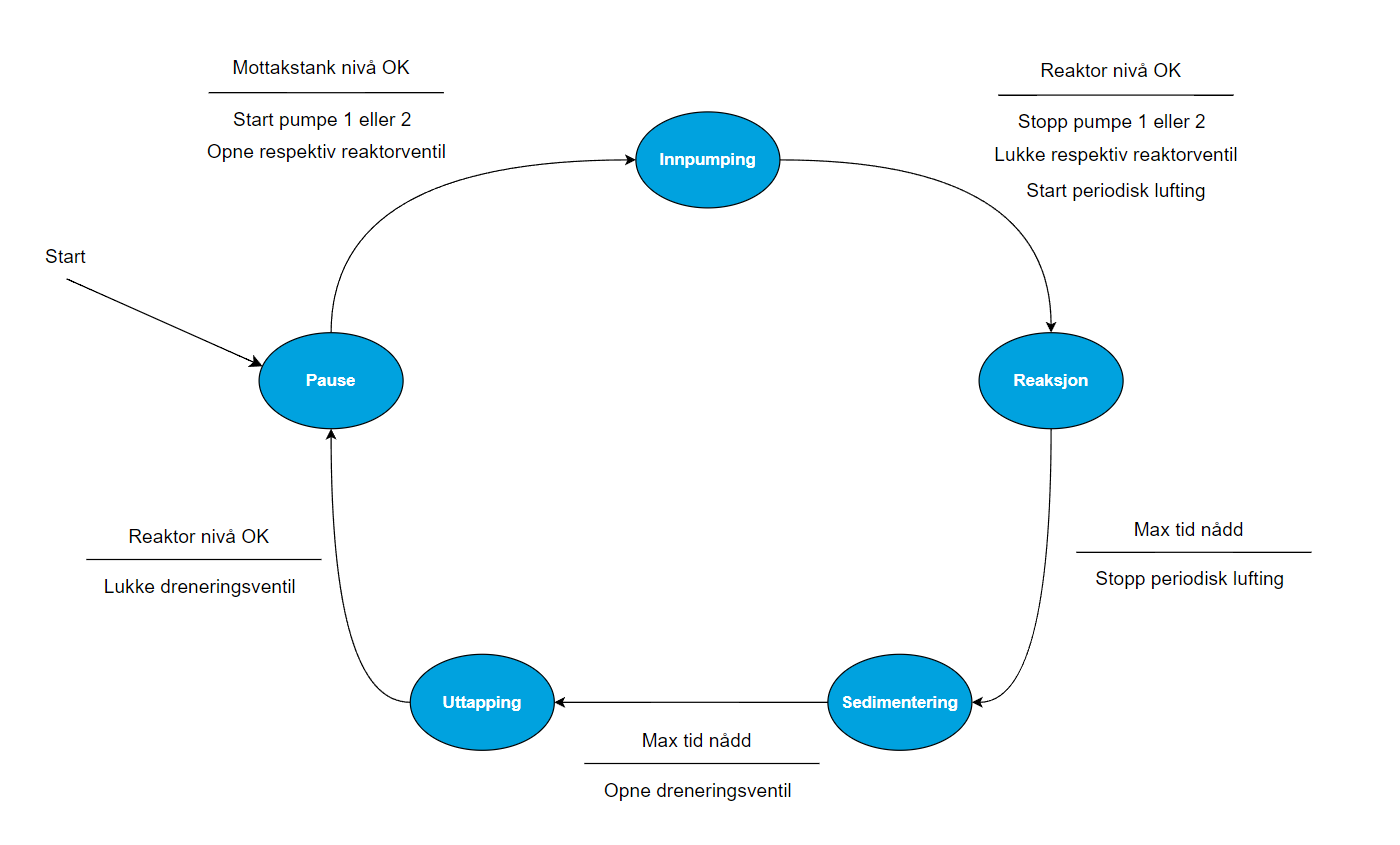 Mottakstank nivå OK
Start pumpe 1 eller 2
Opne respektiv reaktorventil
Innpumping
Reaktor nivå OK
Stopp pumpe 1 eller 2
Lukke respektiv reaktorventil
Start periodisk lufting
Start
Pause
Reaksjon
Reaktor nivå OK
Lukke dreneringsventil
Max tid nådd
Stopp periodisk lufting
Uttapping
Sedimentering
Max tid nådd
Opne dreneringsventil